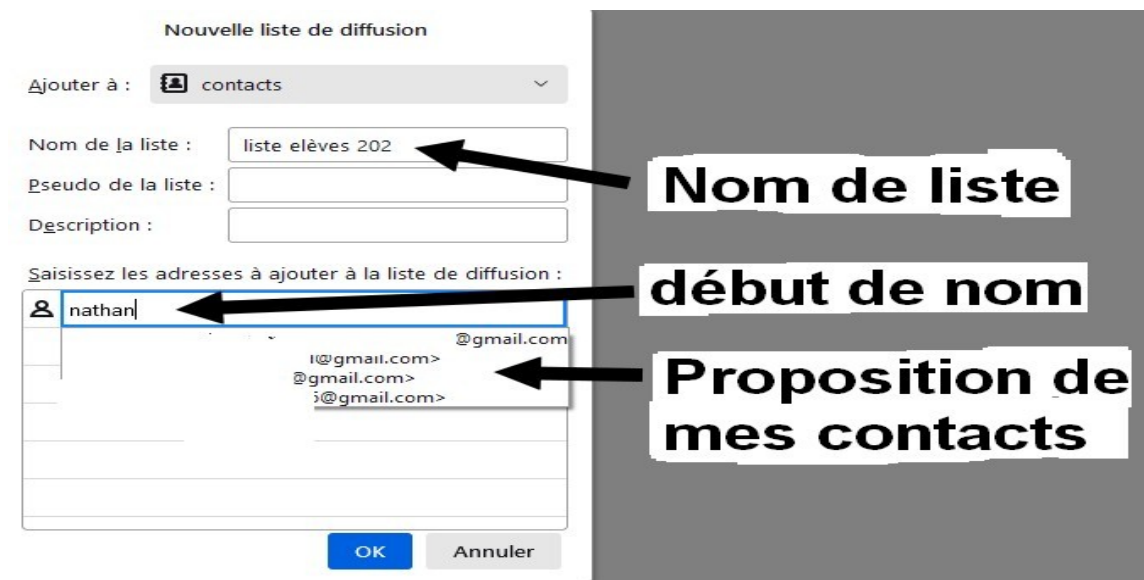 Nouvelle liste de diffusion
Ajouter à : contacts
Nom de la liste : liste elèves 202
Nom de liste
Pseudo de la liste :
Description :
Saisissez les adresses à ajouter à la liste de diffusion :
début de nom
nathan
@gmail.com
@gmail.com>
@gmail.com>
@gmail.com>
Proposition de
mes contacts
OK Annuler